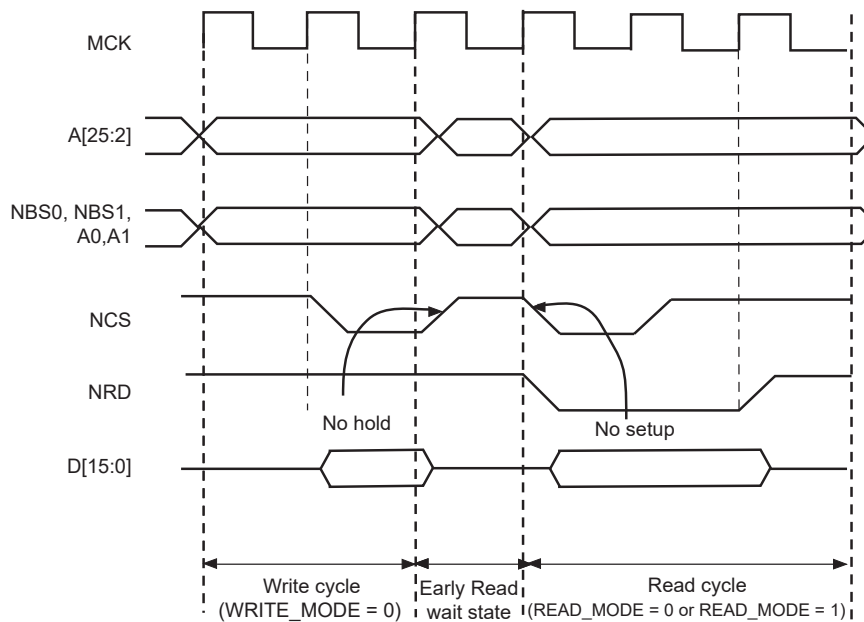 MCK
A[25:2]
NBS0, NBS1,
A0,A1
NCS
NRD
No hold
No setup
D[15:0]
Write cycle
(WRITE_MODE = 0)
Early Read
wait state
Read cycle
(READ_MODE = 0 or READ_MODE = 1)